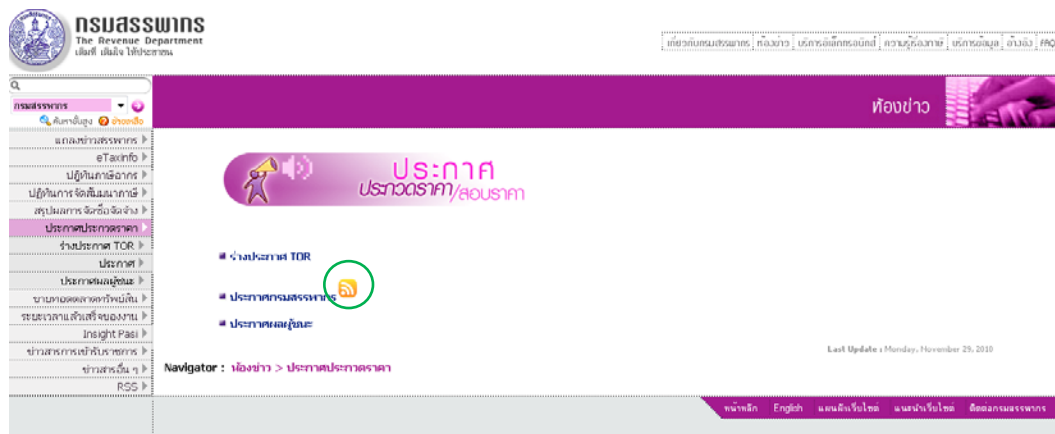 กรมสรรพากร
The Revenue Department
เต็มที่ เต็มใจ ให้ประชาชน
เกี่ยวกับกรมสรรพากร | ห้องข่าว | บริการอิเล็กทรอนิกส์ | ความรู้เรื่องภาษี | บริการข้อมูล | อ้างอิง | FAQ
กรมสรรพากร
ค้นหาขั้นสูง ช่วยเหลือ
ห้องข่าว
แถลงข่าวสรรพากร
eTaxinfo
ปฏิทินภาษีอากร
ปฏิทินการจัดสัมมนาภาษี
สรุปผลการจัดซื้อจัดจ้าง
ประกาศประกวดราคา
ร่างประกาศ TOR
ประกาศ
ประกาศผลผู้ชนะ
ขายทอดตลาดทรัพย์สิน
ระยะเวลาแล้วเสร็จของงาน
Insight Pasi
ข่าวสารการเข้ารับราชการ
ข่าวสารอื่น ๆ
RSS
ประกาศ
ประกวดราคา/สอบราคา
ร่างประกาศ TOR
ประกาศกรมสรรพากร
ประกาศผลผู้ชนะ
Last Update : Monday, November 29, 2010
Navigator : ห้องข่าว > ประกาศประกวดราคา
หน้าหลัก English แผนผังเว็บไซต์ แนะนำเว็บไซต์ ติดต่อกรมสรรพากร